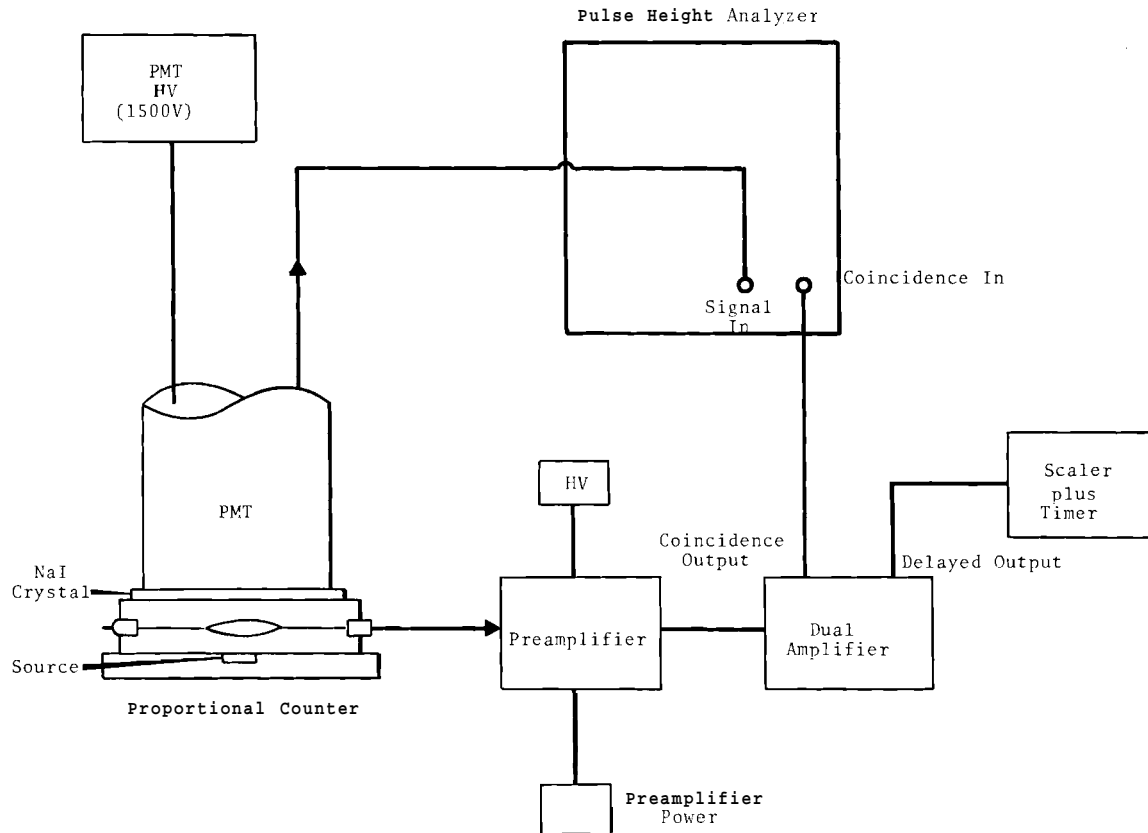 Pulse Height Analyzer
PMT
HV
(1500V)
Coincidence In
Signal
In
Scaler
plus
Timer
HV
PMT
Coincidence
Output
Delayed Output
NaI
Crystal
Preamplifier
Dual
Amplifier
Source
Proportional Counter
Preamplifier
Power